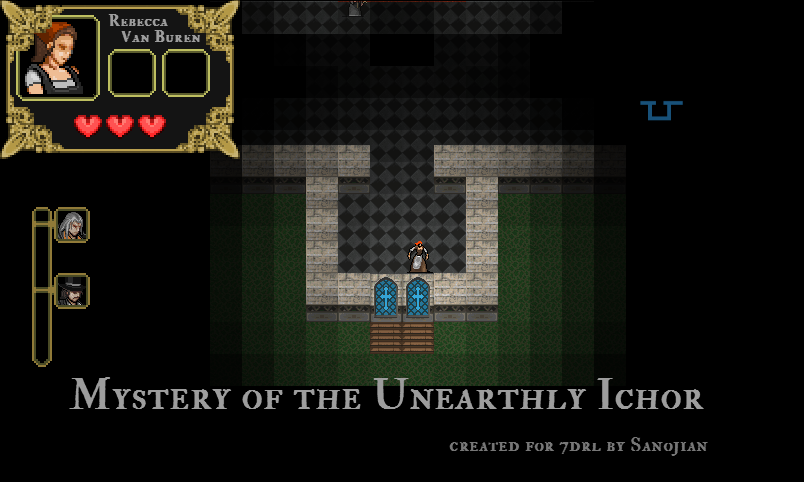 Rebecca
Van Buren
Mystery of the Unearthly Ichor
created for 7drl by Sanojian